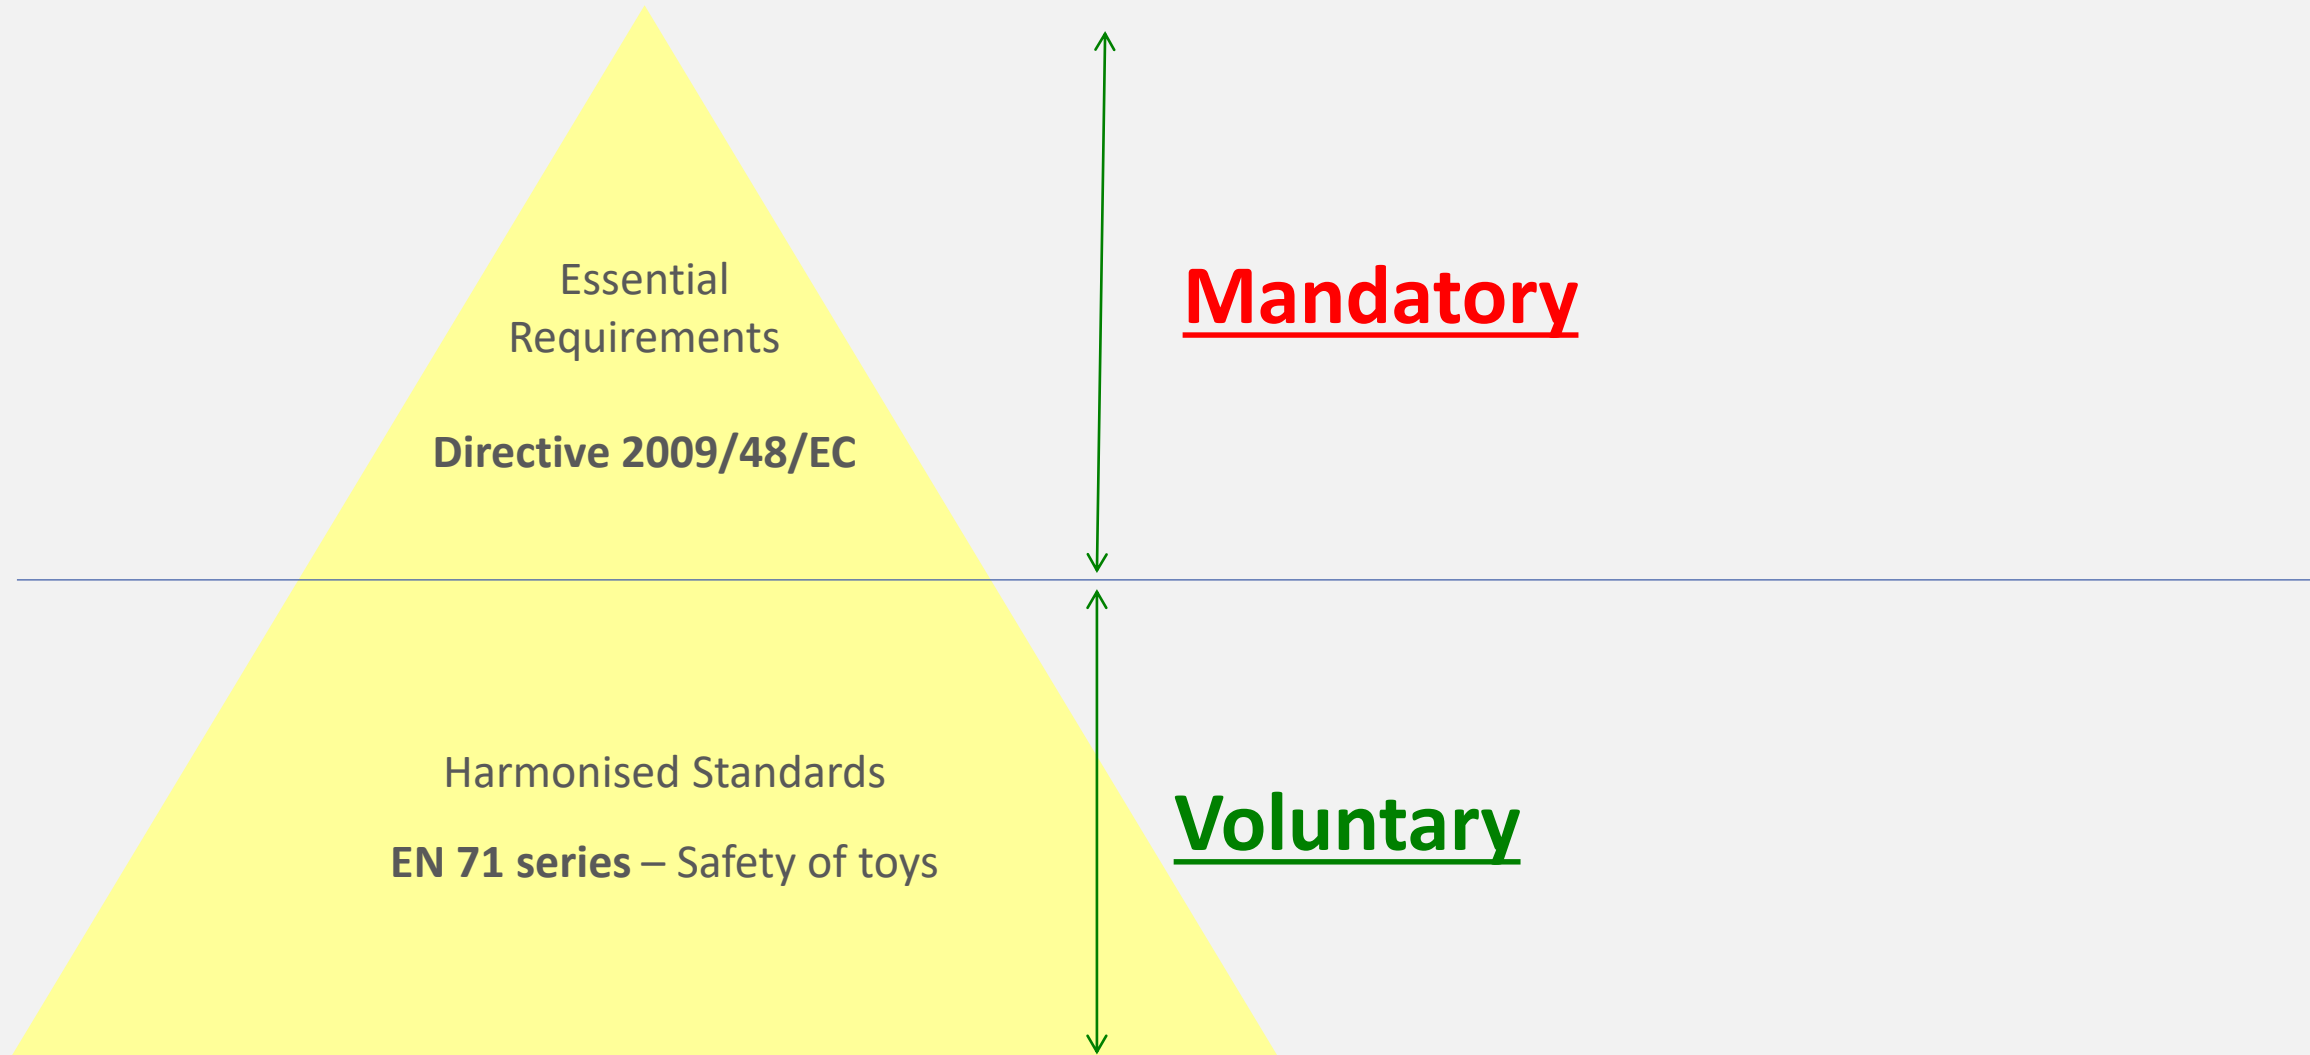 Essential
Requirements
Mandatory
Directive 2009/48/EC
Harmonised Standards
Voluntary
EN 71 series – Safety of toys